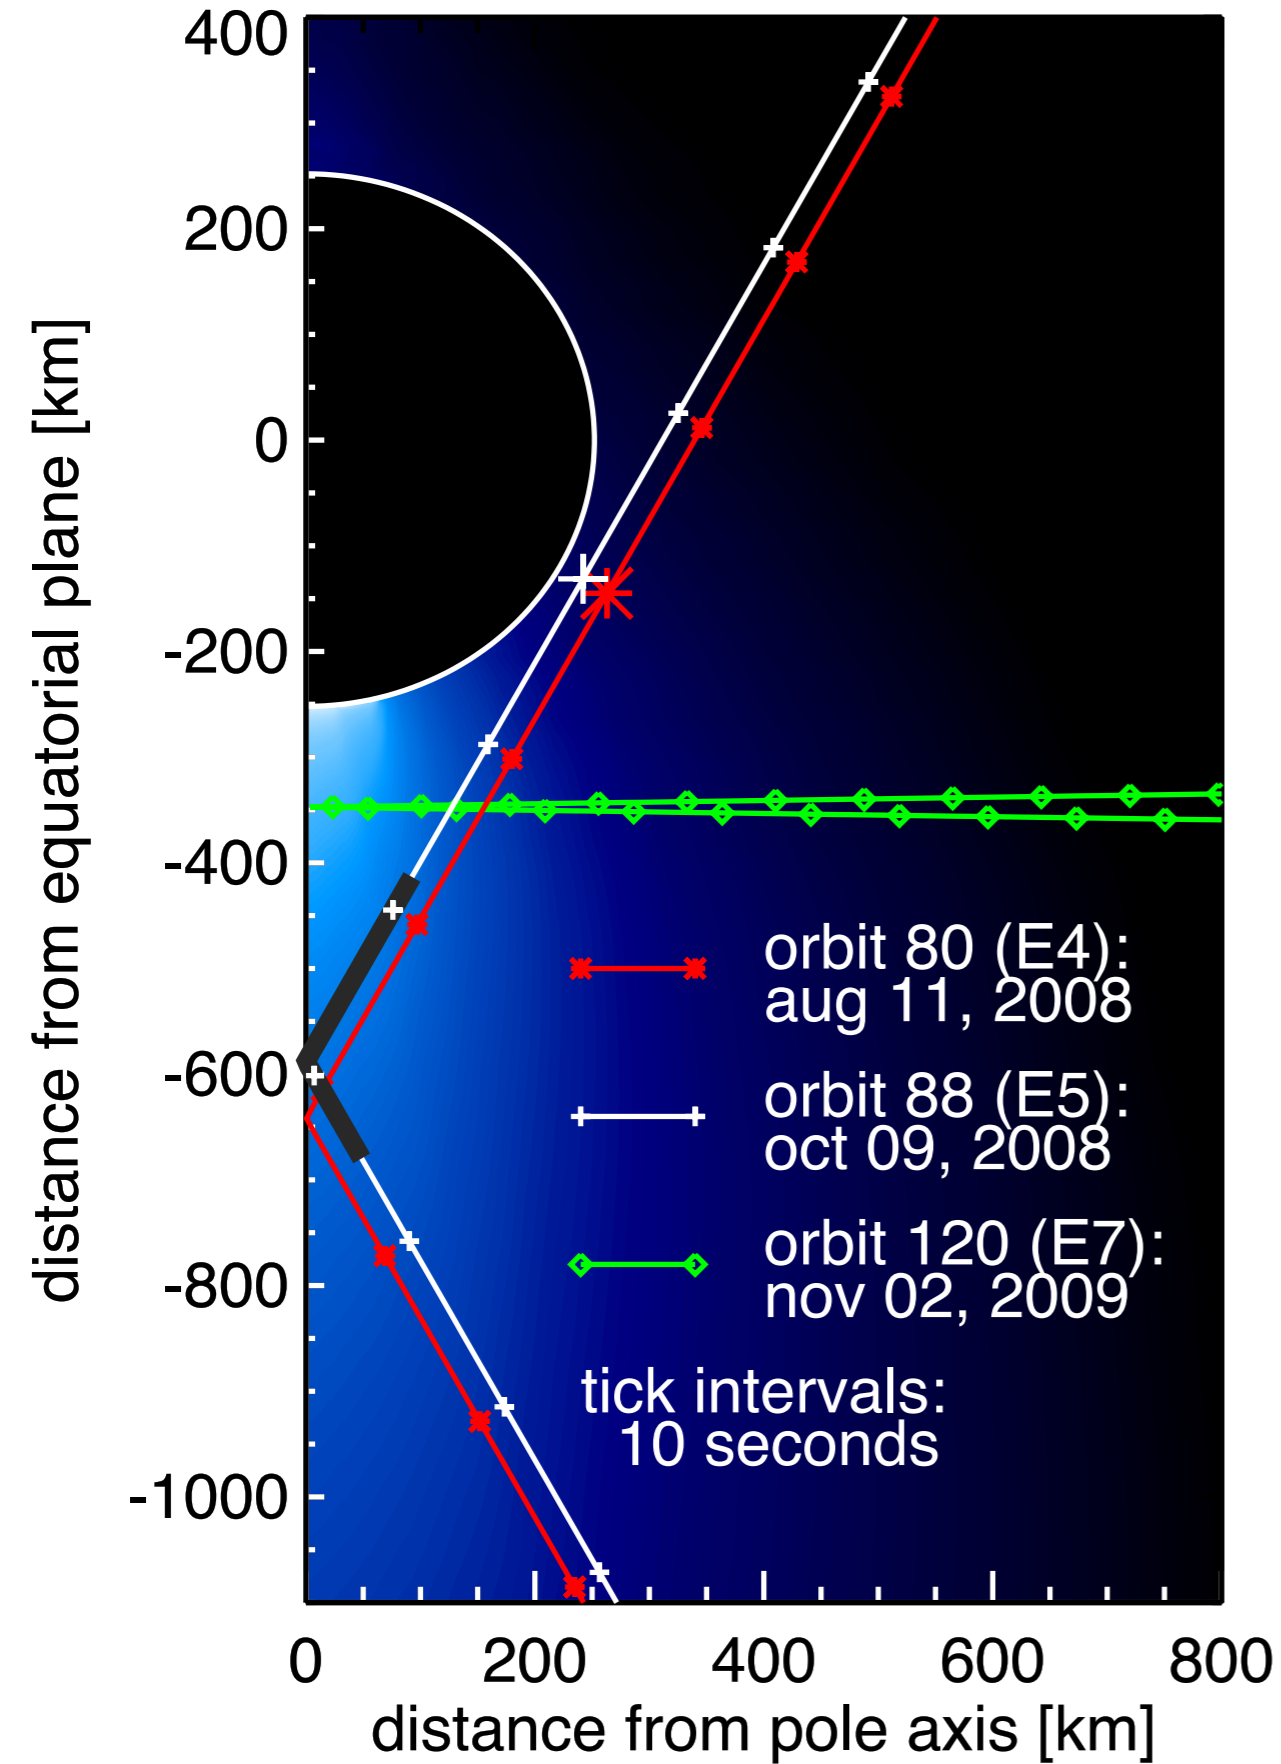 400
200
0
-200
-400
-600
-800
-1000
distance from equatorial plane [km]
orbit 80 (E4):
aug 11, 2008
orbit 88 (E5):
oct 09, 2008
orbit 120 (E7):
nov 02, 2009
tick intervals:
10 seconds
0 200 400 600 800
distance from pole axis [km]